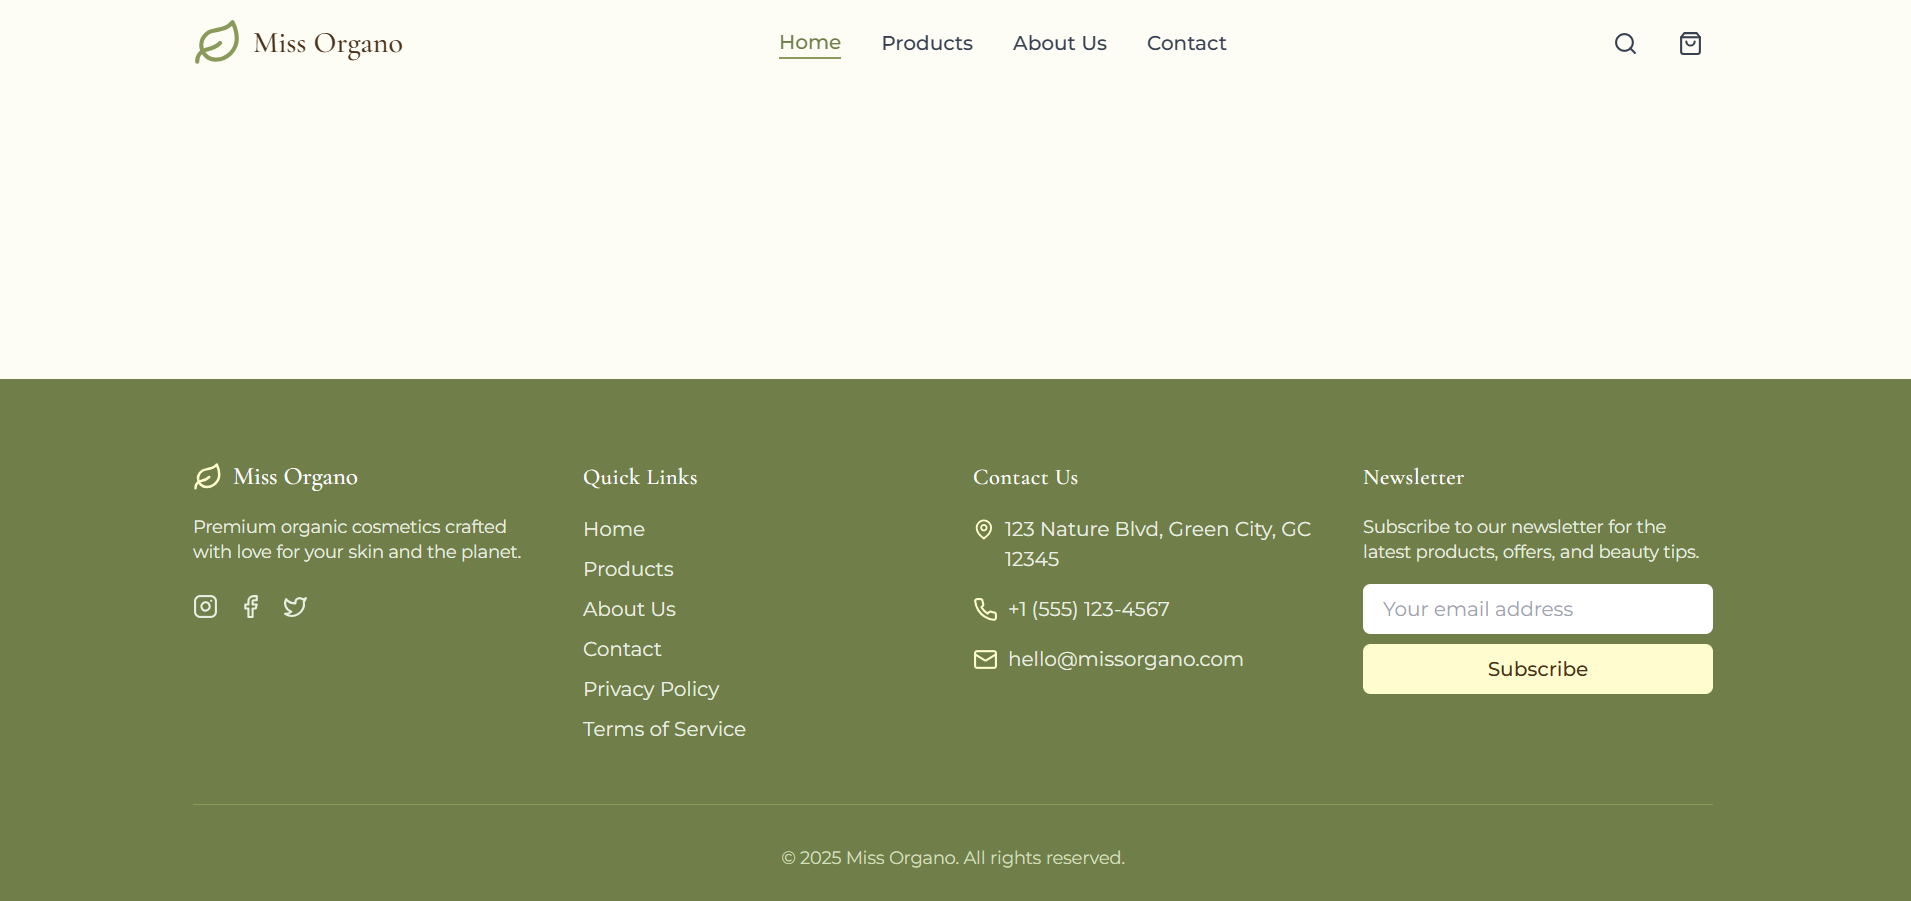 Miss Organo
Home
Products
About Us
Contact
Miss Organo
Premium organic cosmetics crafted
with love for your skin and the planet.
Quick Links
Home
Products
About Us
Contact
Privacy Policy
Terms of Service
Contact Us
123 Nature Blvd, Green City, GC
12345
+1 (555) 123-4567
hello@missorgano.com
Newsletter
Subscribe to our newsletter for the
latest products, offers, and beauty tips.
Your email address
Subscribe
© 2025 Miss Organo. All rights reserved.